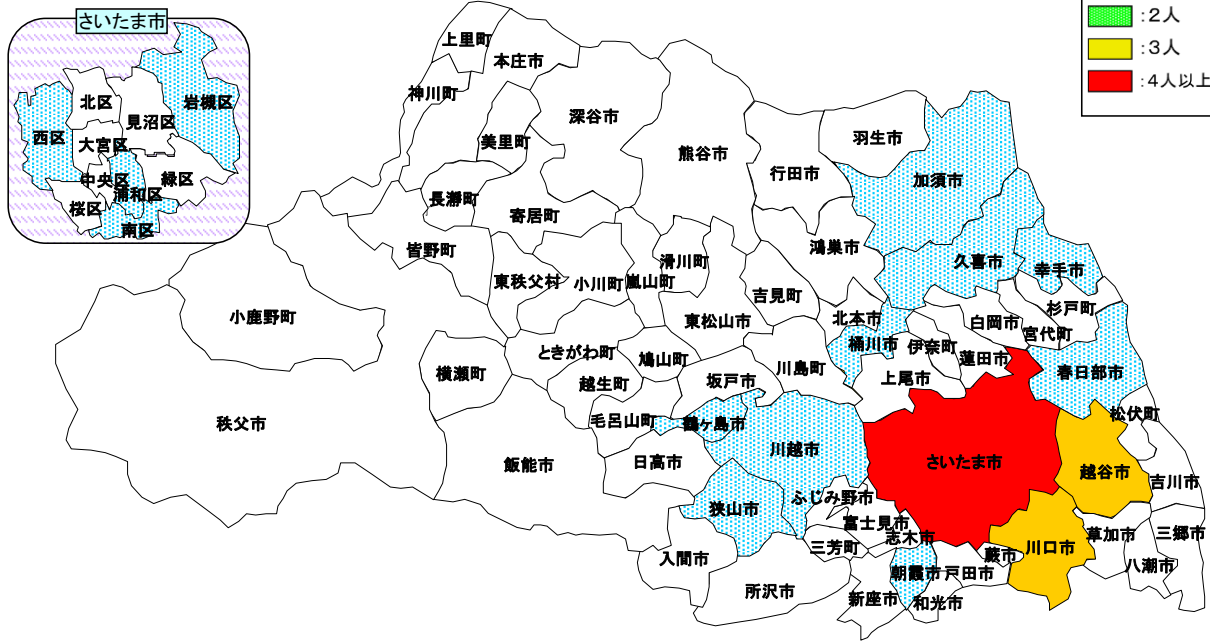 さいたま市
北区
岩槻区
見沼区
西区
大宮区
中央区
緑区
浦和区
桜区
南区
:2人
:3人
:4人以上
上里町
本庄市
神川町
深谷市
美里町
熊谷市
羽生市
行田市
加須市
長瀞町
寄居町
皆野町
鴻巣市
滑川町
久喜市
幸手市
東秩父村
小川町
嵐山町
吉見町
杉戸町
小鹿野町
東松山市
北本市
白岡市
宮代町
桶川市
伊奈町
ときがわ町
鳩山町
川島町
蓮田市
横瀬町
越生町
坂戸市
上尾市
春日部市
秩父市
毛呂山町
鶴ヶ島市
松伏町
飯能市
日高市
川越市
さいたま市
越谷市
吉川市
ふじみ野市
狭山市
富士見市
志木市
草加市
三郷市
入間市
三芳町
蕨市
川口市
八潮市
朝霞市
戸田市
所沢市
新座市
和光市